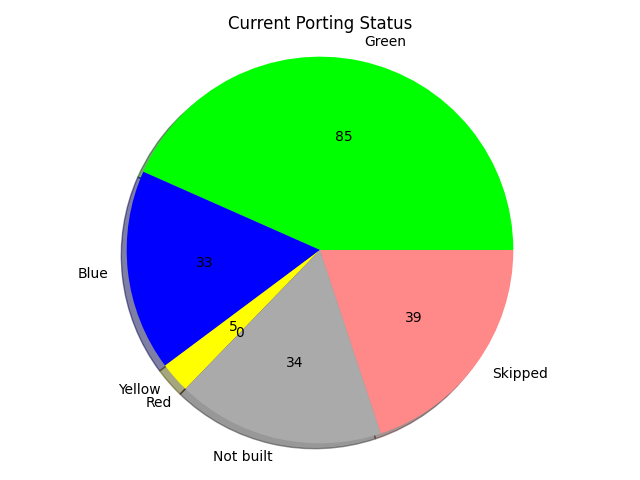 Current Porting Status
Green
85
Blue
33
Yellow
5
Red
0
Not built
34
Skipped
39